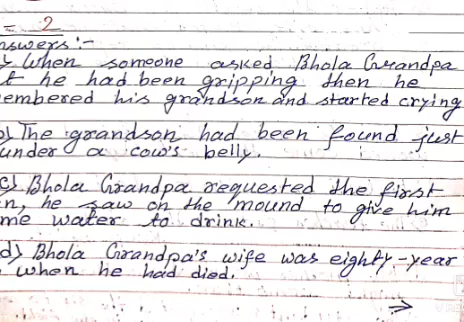 = 2
nswers :-
) When someone asked Bhola Grandpa
t he had been gripping then he
embered his grandson and started crying
b) The grandson had been found just
under a cow's belly.
c) Bhola Grandpa requested the first
n, he saw on the mound to give him
me water to drink.
d) Bhola Grandpa's wife was eighty-year
when he had died.